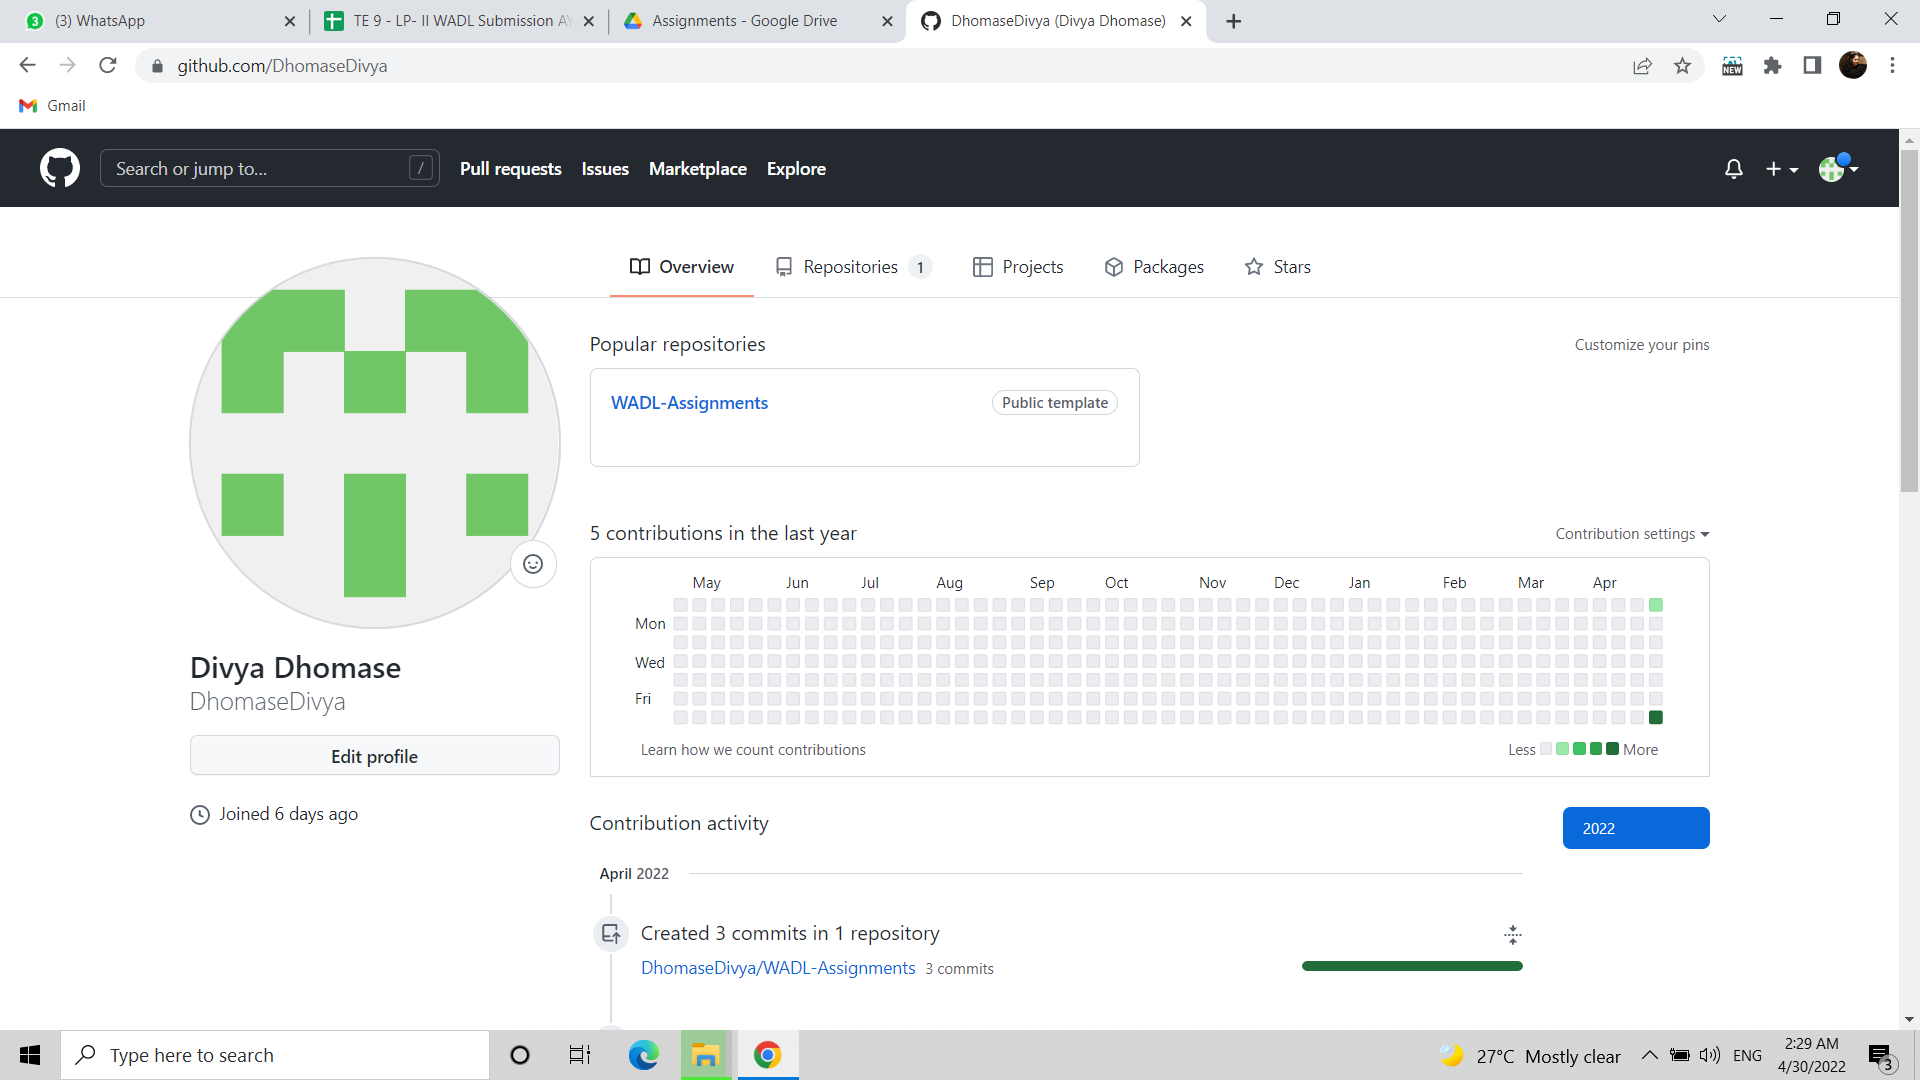 (3) WhatsApp
TE 9 - LP- II WADL Submission A
Assignments - Google Drive
DhomaseDivya (Divya Dhomase)
github.com/DhomaseDivya
NEW
Gmail
Search or jump to...
/
Pull requests
Issues
Marketplace
Explore
Overview
Repositories 1
Projects
Packages
Stars
Popular repositories
Customize your pins
WADL-Assignments
Public template
5 contributions in the last year
Contribution settings
May Jun Jul Aug Sep Oct Nov Dec Jan Feb Mar Apr
Mon
Wed
Fri
Learn how we count contributions
Less
More
Divya Dhomase
DhomaseDivya
Edit profile
Joined 6 days ago
Contribution activity
2022
April 2022
Created 3 commits in 1 repository
DhomaseDivya/WADL-Assignments 3 commits
Type here to search
27°C Mostly clear
ENG
2:29 AM
4/30/2022
3